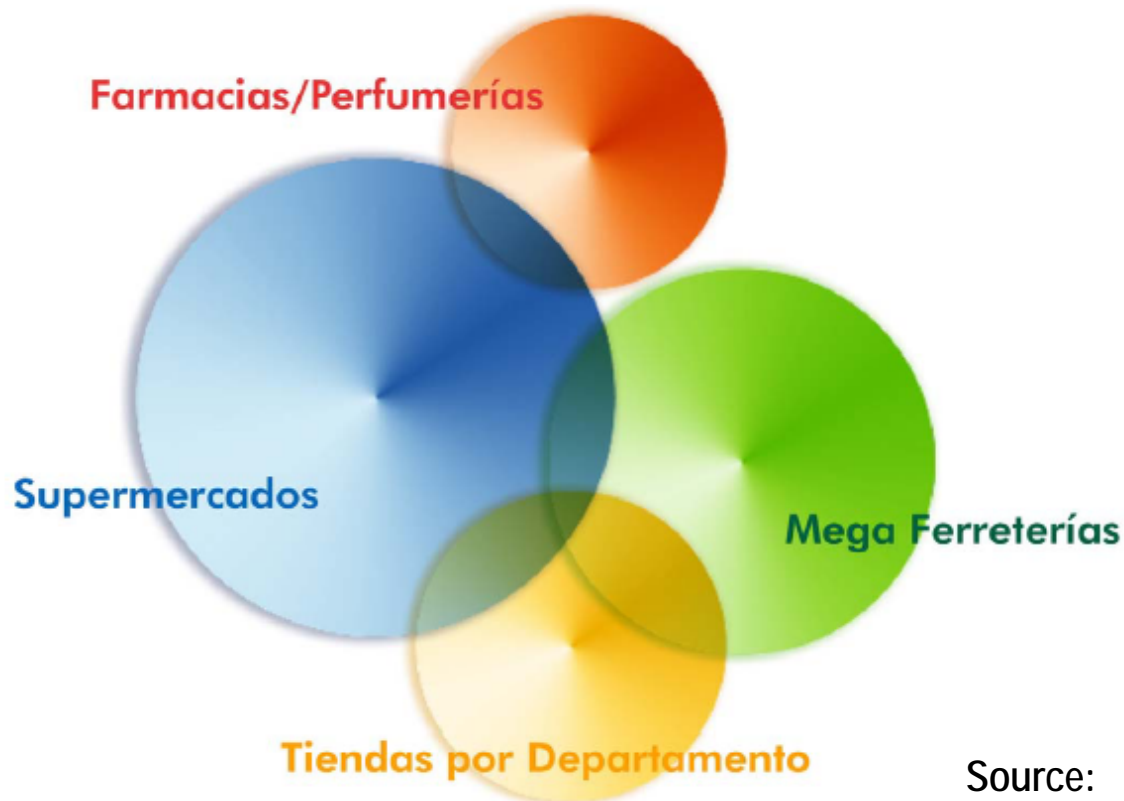 Farmacias/Perfumerías
Supermercados
Mega Ferreterías
Tiendas por Departamento
Source: